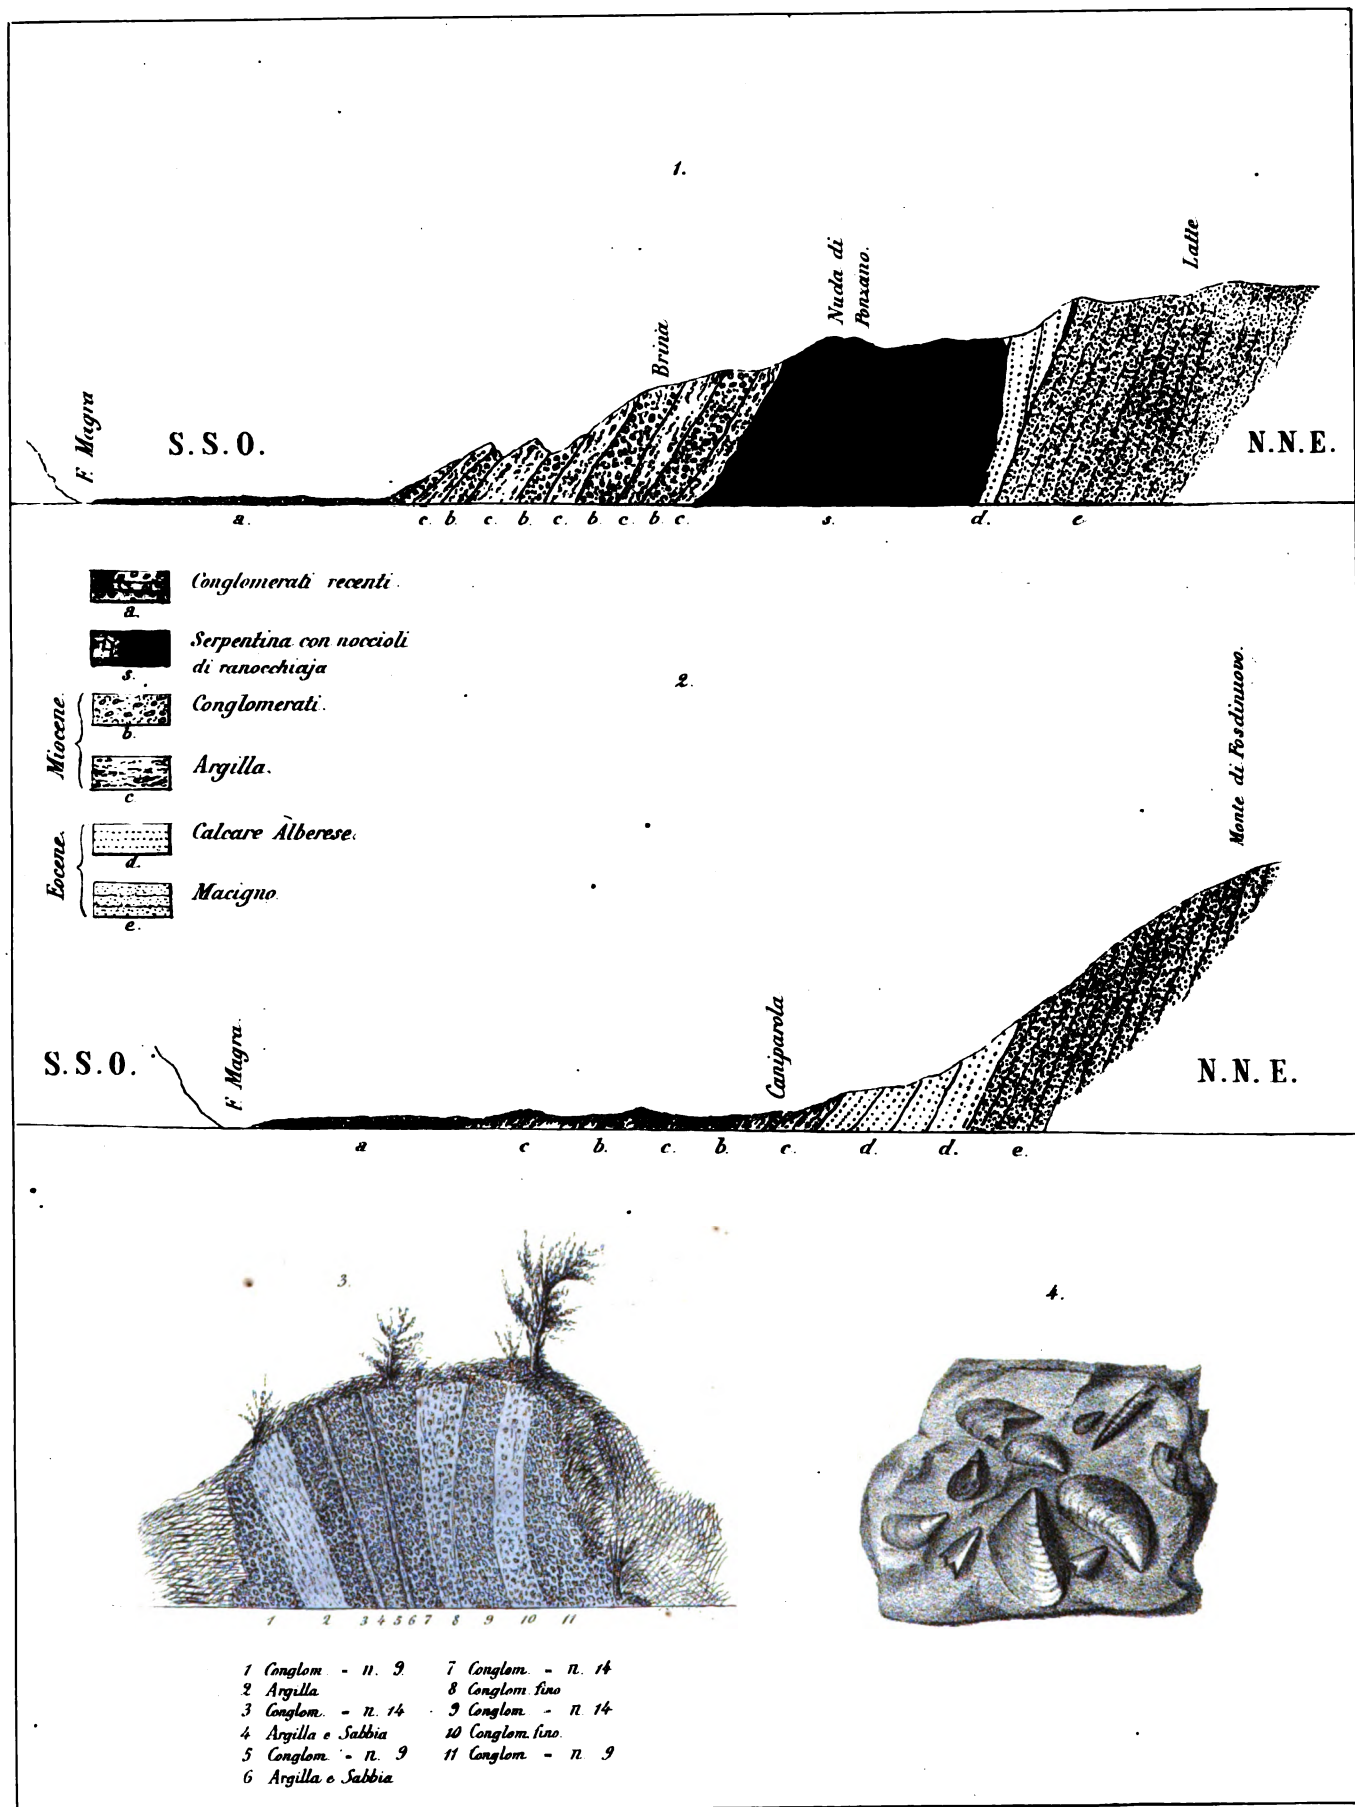 1.
Latte
Nuda di
Ponzano.
Brina
F. Magra
S.S.O.
N.N.E.
a. c. b. c. b. c. b. c. b. c. s. d. e
Conglomerati recenti.
a.
Serpentina con noccioli
di ranocchiaja
s.
Miocene.
Conglomerati.
b.
Argilla.
c
Eocene.
Calcare Alberese.
d.
Macigno
e.
2.
Monte di Fosdinuovo.
Caniparola
F. Magra.
S.S.O.
N.N.E.
a c b. c. b. c. d. d. e.
3.
1 2 3 4 5 6 7 8 9 10 11
1 Conglom - n. 9.
2 Argilla
3 Conglom. - n. 14
4 Argilla e Sabbia
5 Conglom - n. 9
6 Argilla e Sabbia
7 Conglom. - n. 14
8 Conglom fino
9 Conglom - n. 14
10 Conglom. fino.
11 Conglom - n 9
4.